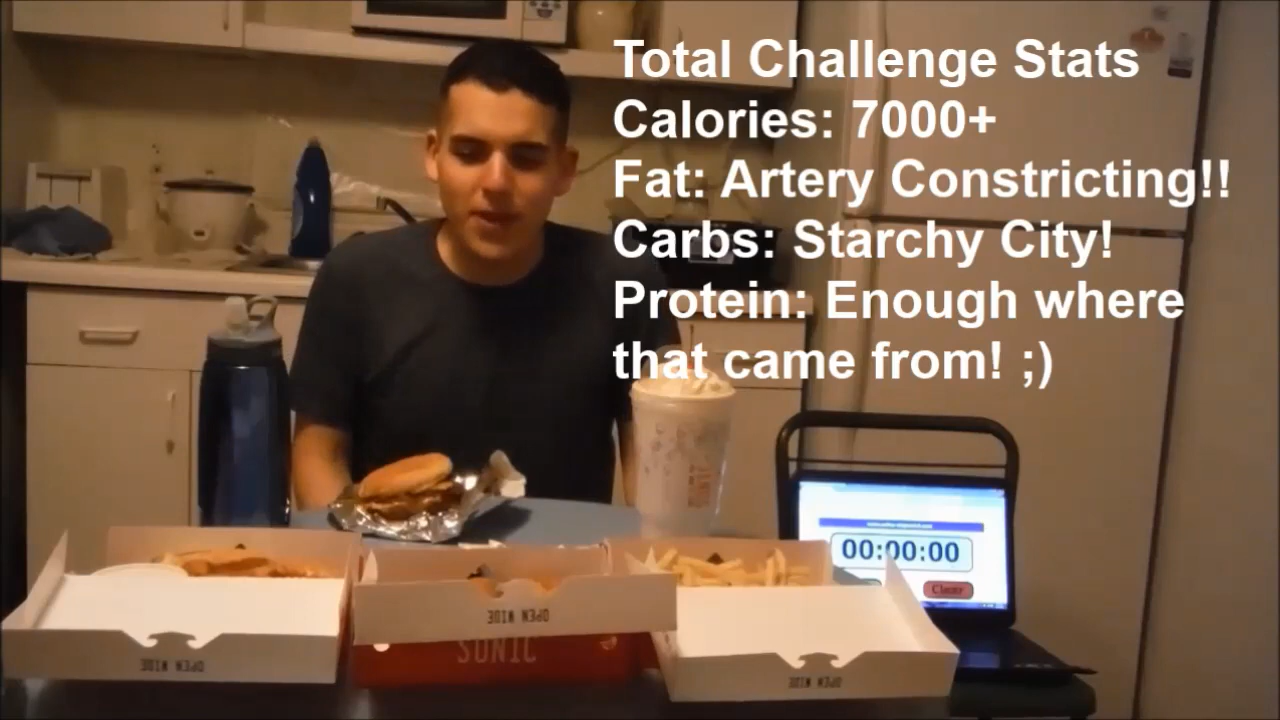 Total Challenge Stats
Calories: 7000+
Fat: Artery Constricting!!
Carbs: Starchy City!
Protein: Enough where
that came from! ;)
00:00:00
Clear
OPEN WIDE
SONIC
OPEN WIDE
OPEN WIDE